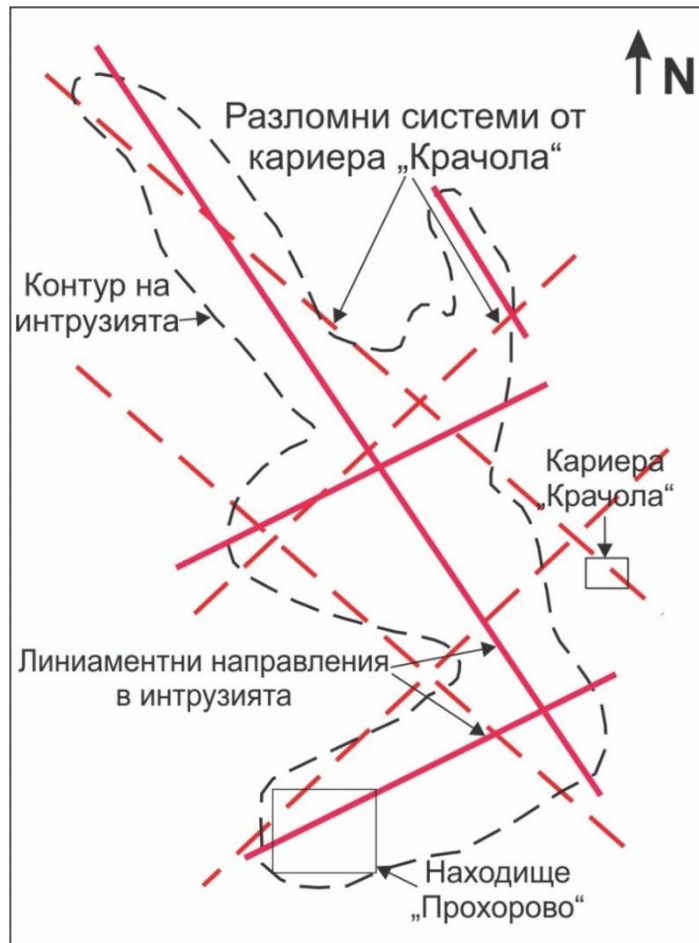 N
Разломни системи от
кариера „Крачола“
Контур на
интрузията
Кариера
„Крачола“
Линиаментни направления
в интрузията
Находище
„Прохорово“